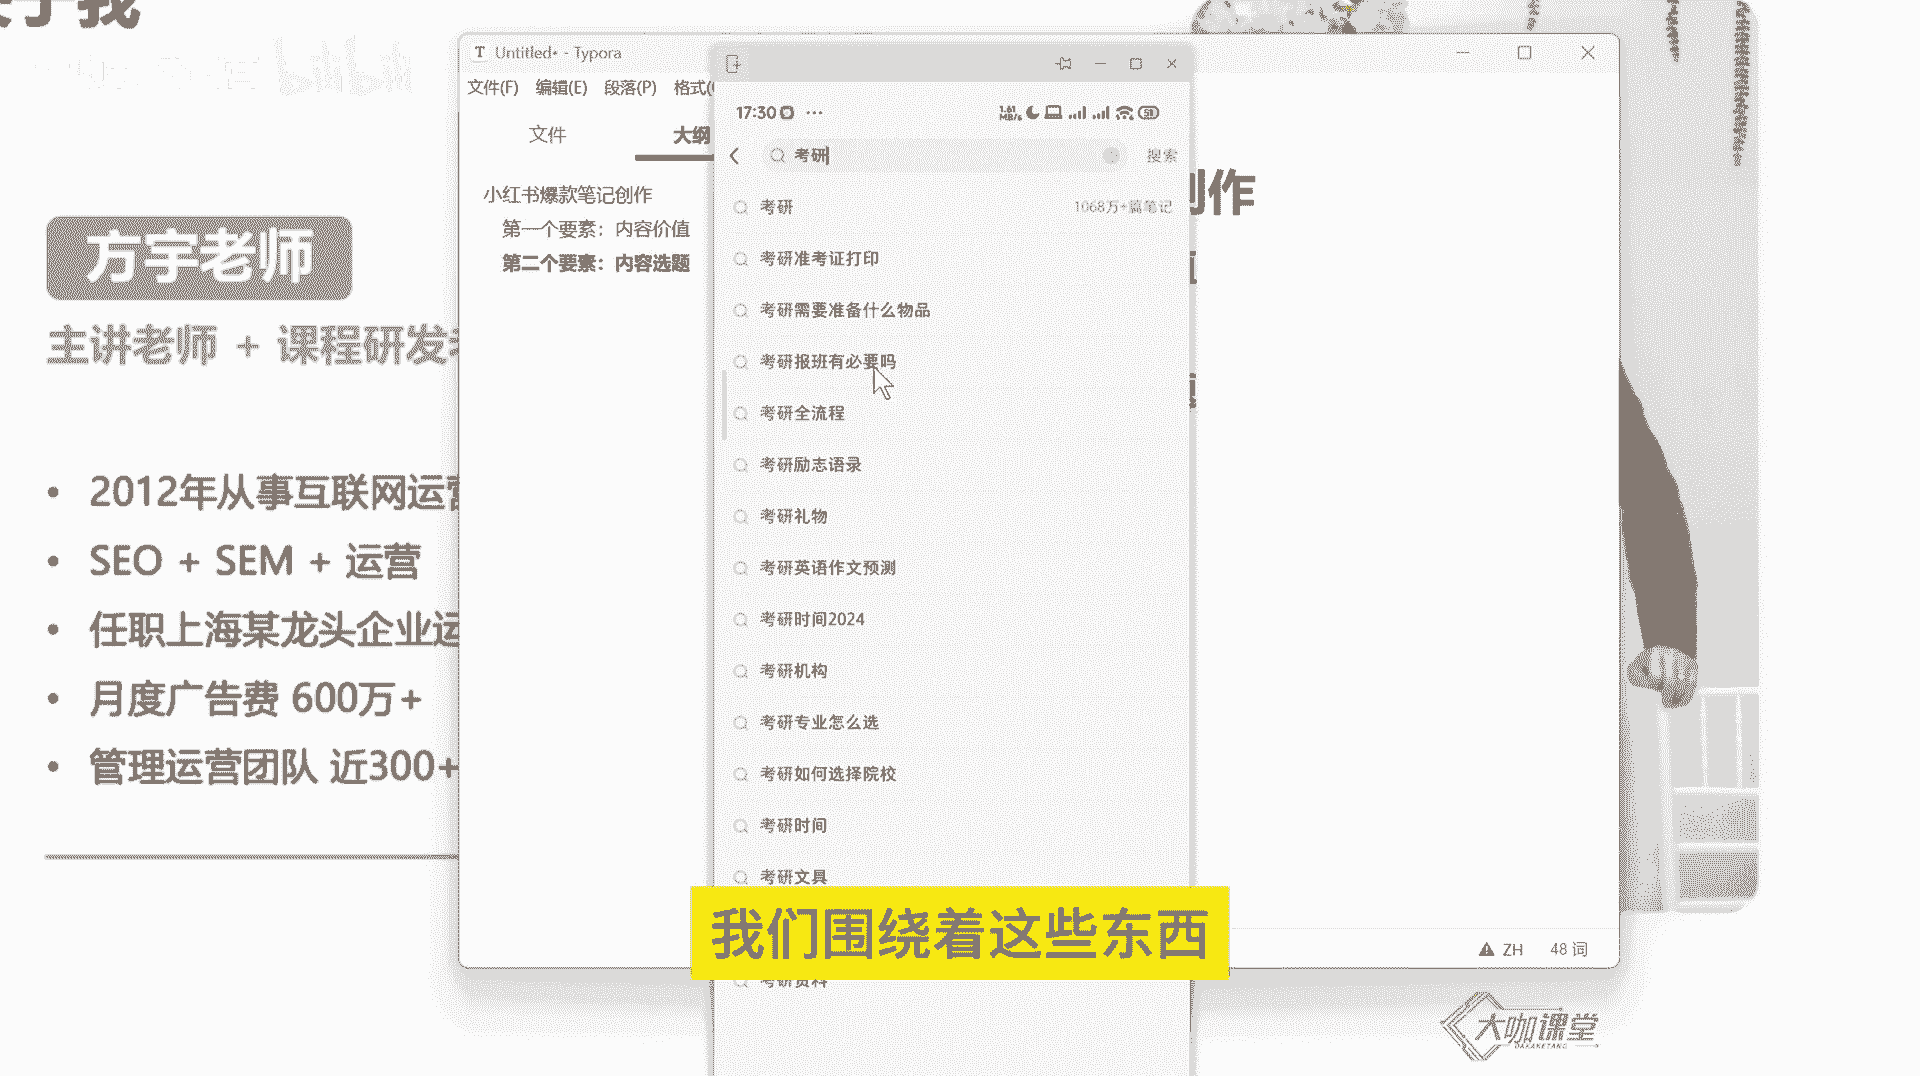 关于我
bilibili
方宇老师
主讲老师 + 课程研发
2012年从事互联网运营
SEO + SEM + 运营
任职上海某龙头企业运
月度广告费 600万+
管理运营团队 近300+
Untitled• - Typora
文件(F) 编辑(E) 段落(P) 格式(
文件 大纲
小红书爆款笔记创作
第一个要素：内容价值
第二个要素：内容选题
创作
17:30 ···
1.61 MB/s
考研 搜索
考研 1068万+篇笔记
考研准考证打印
考研需要准备什么物品
考研报班有必要吗
考研全流程
考研励志语录
考研礼物
考研英语作文预测
考研时间2024
考研机构
考研专业怎么选
考研如何选择院校
考研时间
考研文具
我们围绕着这些东西
考研资料
ZH 48 词
大咖课堂
DAKAKETANG